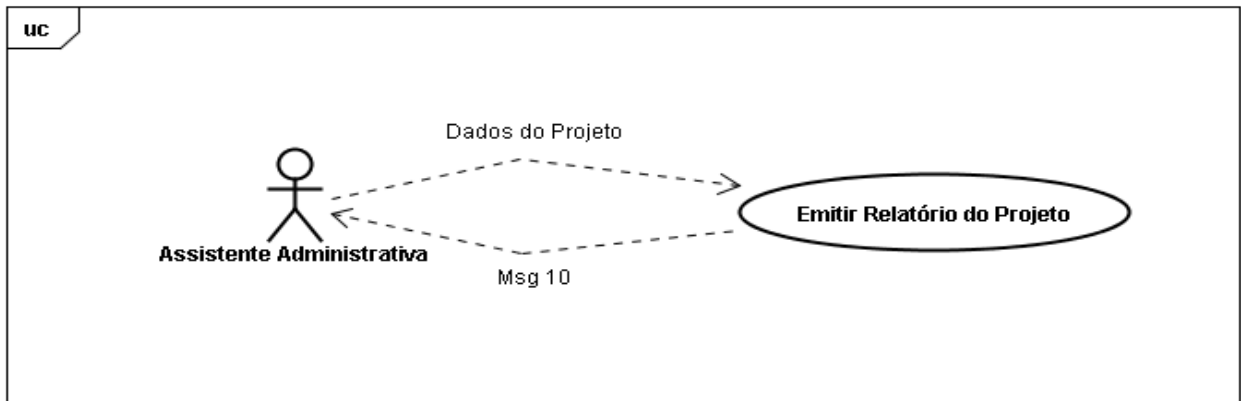 uc
Dados do Projeto
Emitir Relatório do Projeto
Assistente Administrativa
Msg 10